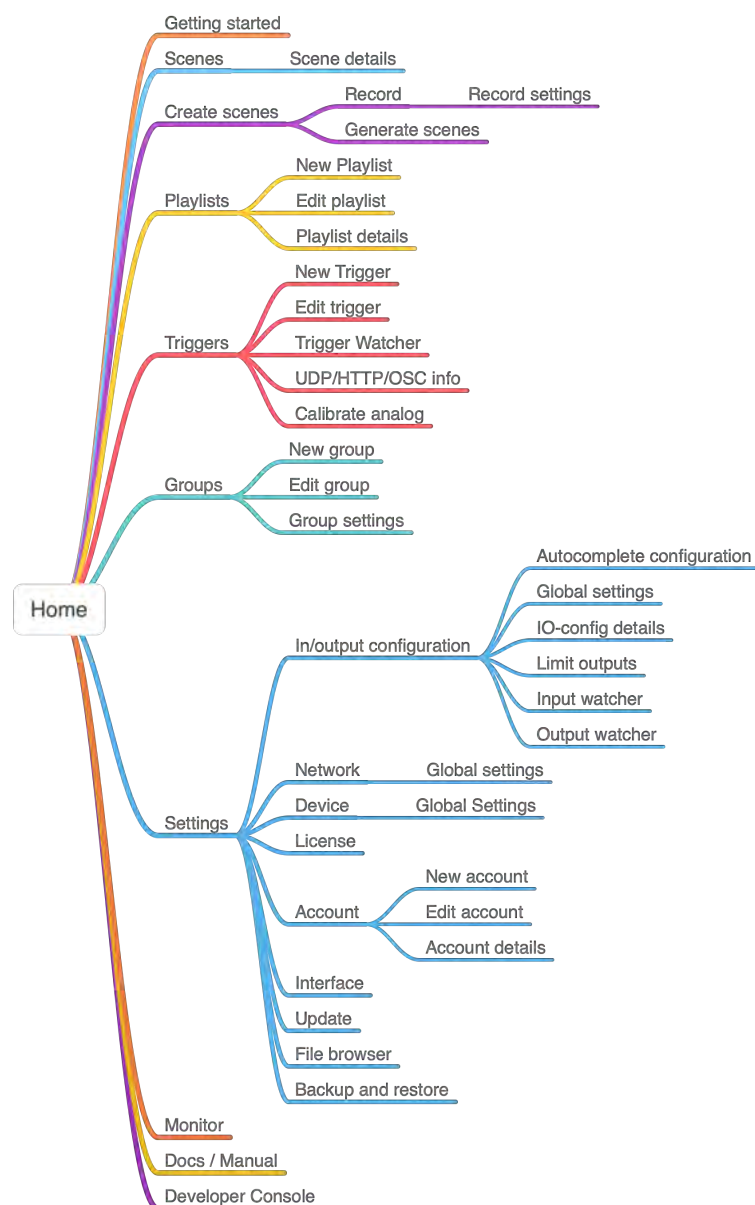 Getting started
Scenes
Scene details
Create scenes
Record
Record settings
Generate scenes
Playlists
New Playlist
Edit playlist
Playlist details
Triggers
New Trigger
Edit trigger
Trigger Watcher
UDP/HTTP/OSC info
Calibrate analog
Groups
New group
Edit group
Group settings
Home
Settings
In/output configuration
Autocomplete configuration
Global settings
IO-config details
Limit outputs
Input watcher
Output watcher
Network
Global settings
Device
Global Settings
License
Account
New account
Edit account
Account details
Interface
Update
File browser
Backup and restore
Monitor
Docs / Manual
Developer Console